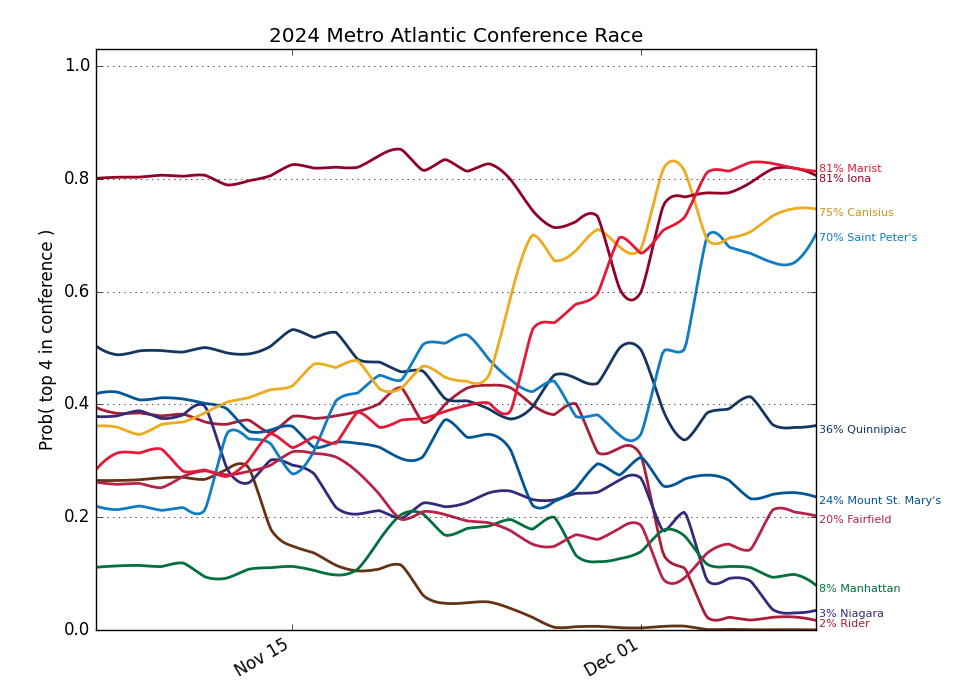 2024 Metro Atlantic Conference Race
Prob( top 4 in conference )
1.0
0.8
0.6
0.4
0.2
0.0
Nov 15
Dec 01
81% Marist
81% Iona
75% Canisius
70% Saint Peter's
36% Quinnipiac
24% Mount St. Mary's
20% Fairfield
8% Manhattan
3% Niagara
2% Rider